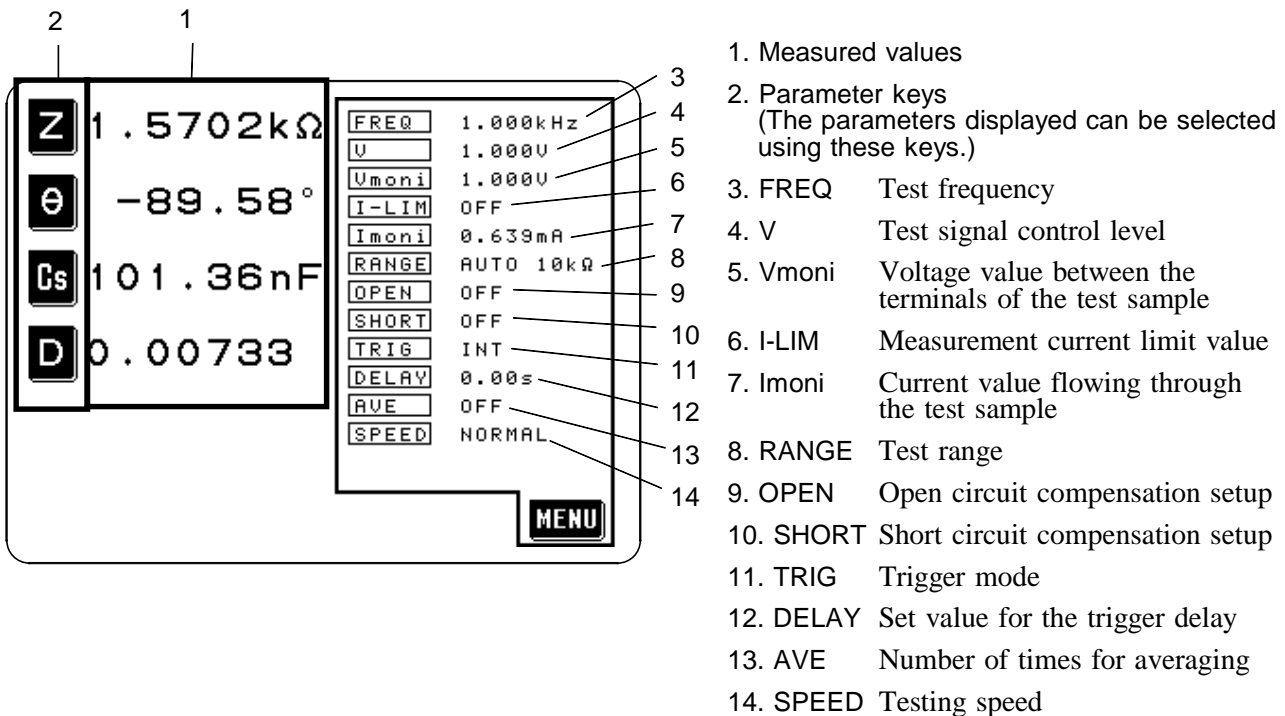 2
1
Z 1.5702kΩ
θ -89.58°
Cs 101.36nF
D 0.00733
FREQ 1.000kHz
V 1.000V
Vmoni 1.000V
I-LIM OFF
Imoni 0.639mA
RANGE AUTO 10kΩ
OPEN OFF
SHORT OFF
TRIG INT
DELAY 0.00s
AVE OFF
SPEED NORMAL
MENU
3
4
5
6
7
8
9
10
11
12
13
14
1. Measured values
2. Parameter keys
(The parameters displayed can be selected
using these keys.)
3. FREQ Test frequency
4. V Test signal control level
5. Vmoni Voltage value between the
terminals of the test sample
6. I-LIM Measurement current limit value
7. Imoni Current value flowing through
the test sample
8. RANGE Test range
9. OPEN Open circuit compensation setup
10. SHORT Short circuit compensation setup
11. TRIG Trigger mode
12. DELAY Set value for the trigger delay
13. AVE Number of times for averaging
14. SPEED Testing speed